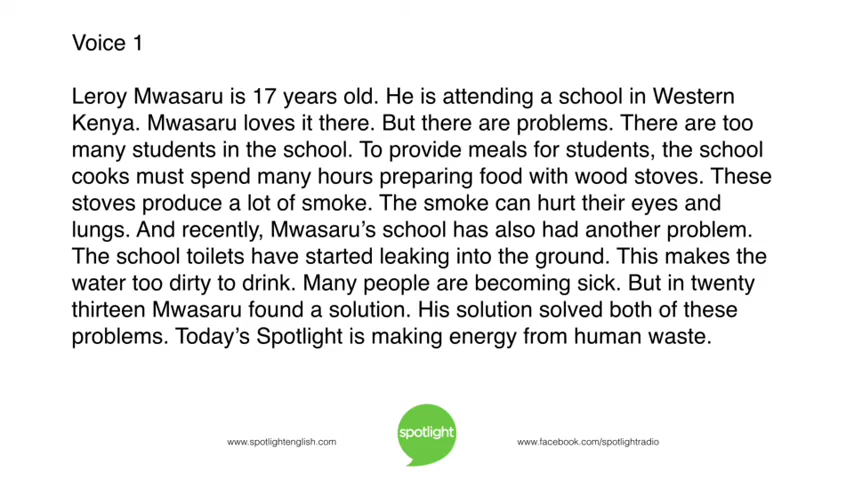 Voice 1
Leroy Mwasaru is 17 years old. He is attending a school in Western
Kenya. Mwasaru loves it there. But there are problems. There are too
many students in the school. To provide meals for students, the school
cooks must spend many hours preparing food with wood stoves. These
stoves produce a lot of smoke. The smoke can hurt their eyes and
lungs. And recently, Mwasaru’s school has also had another problem.
The school toilets have started leaking into the ground. This makes the
water too dirty to drink. Many people are becoming sick. But in twenty
thirteen Mwasaru found a solution. His solution solved both of these
problems. Today’s Spotlight is making energy from human waste.
www.spotlightenglish.com
spotlight
www.facebook.com/spotlightradio